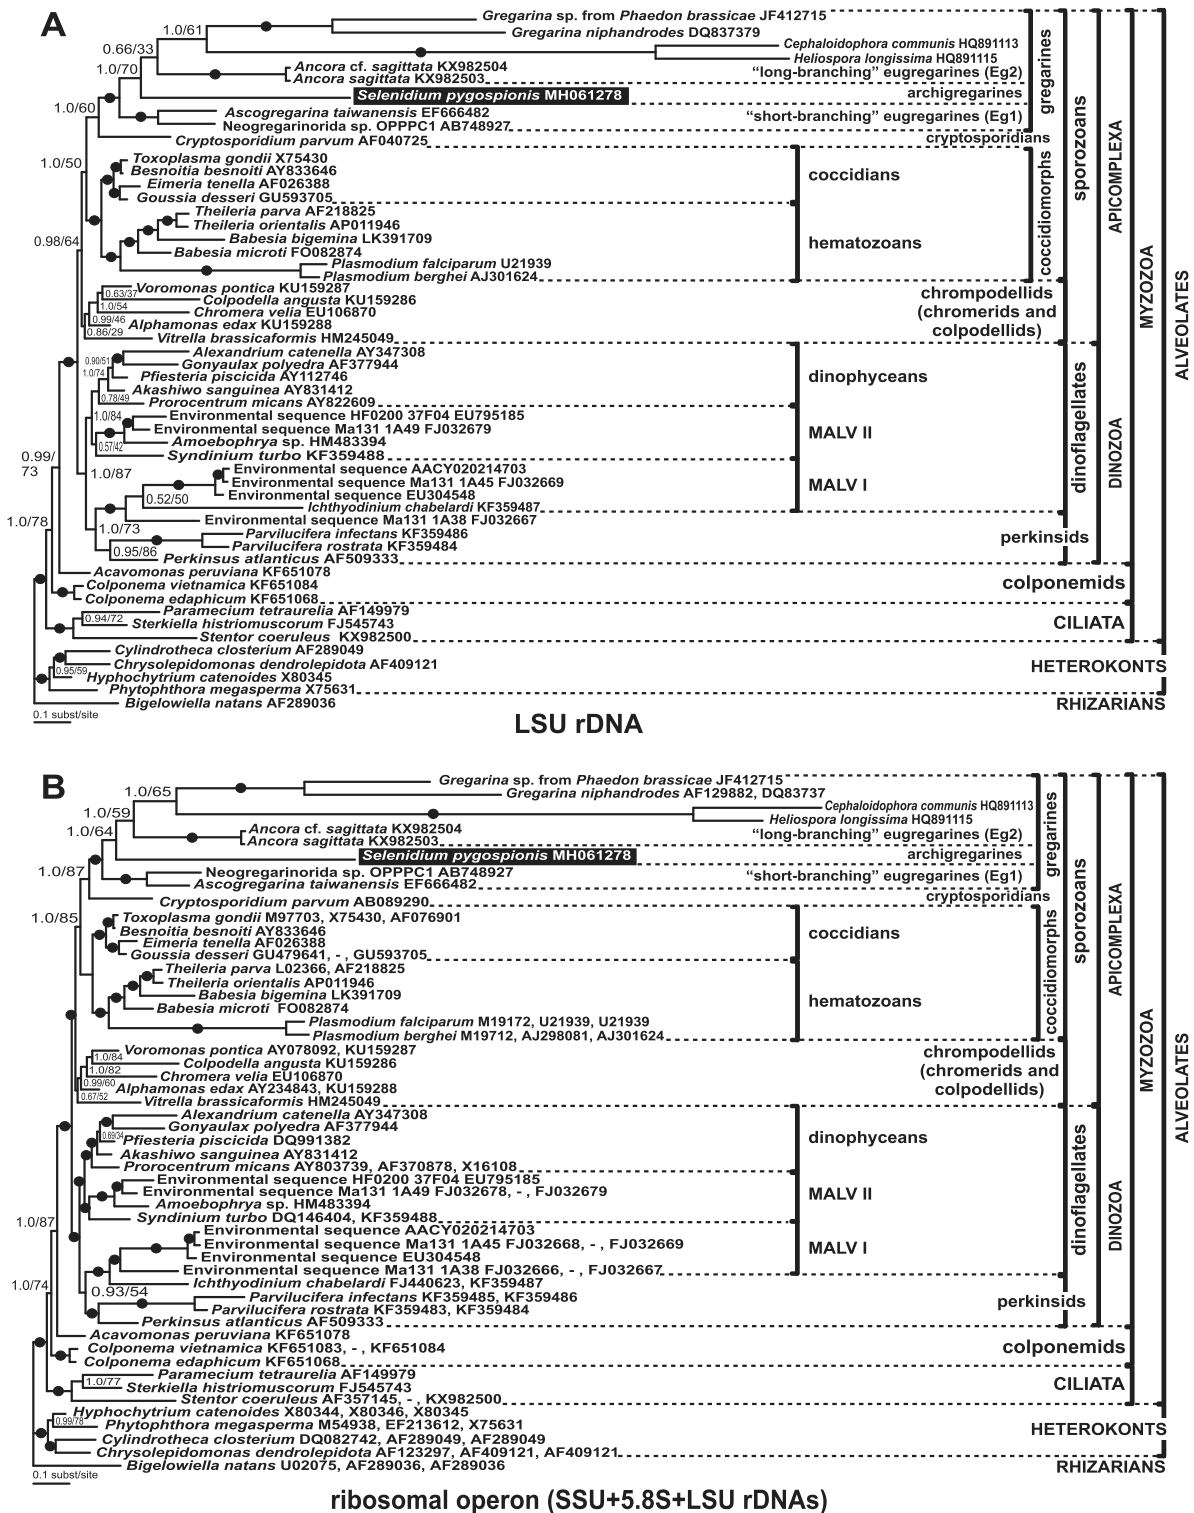 A
1.0/61
Gregarina sp. from Phaedon brassicae JF412715
Gregarina niphandrodes DQ837379
0.66/33
Cephaloidophora communis HQ891113
Heliospora longissima HQ891115
1.0/70
Ancora cf. sagittata KX982504
Ancora sagittata KX982503
"long-branching" eugregarines (Eg2)
Selenidium pygospionis MH061278
archigregarines
1.0/60
Ascogregarina taiwanensis EF666482
"short-branching" eugregarines (Eg1)
Neogregarinorida sp. OPPPC1 AB748927
gregarines
Cryptosporidium parvum AF040725
cryptosporidians
1.0/50
Toxoplasma gondii X75430
Besnoitia besnoiti AY833646
coccidians
Eimeria tenella AF026388
Goussia desseri GU593705
Theileria parva AF218825
Theileria orientalis AP011946
0.98/64
Babesia bigemina LK391709
hematozoans
Babesia microti FO082874
Plasmodium falciparum U21939
Plasmodium berghei AJ301624
coccidiomorphs
sporozoans
APICOMPLEXA
MYZOZOA
ALVEOLATES
Voromonas pontica KU159287
0.63/37
Colpodella angusta KU159286
chrompodellids
(chromerids and
colpodellids)
1.0/54
Chromera velia EU106870
0.99/46
Alphamonas edax KU159288
0.86/29
Vitrella brassicaformis HM245049
Alexandrium catenella AY347308
0.90/51
Gonyaulax polyedra AF377944
1.0/74
Pfiesteria piscicida AY112746
dinophyceans
Akashiwo sanguinea AY831412
0.78/49
Prorocentrum micans AY822609
1.0/84
Environmental sequence HF0200 37F04 EU795185
Environmental sequence Ma131 1A49 FJ032679
MALV II
0.57/42
Amoebophrya sp. HM483394
Syndinium turbo KF359488
0.99/
73
1.0/87
Environmental sequence AACY020214703
Environmental sequence Ma131 1A45 FJ032669
MALV I
0.52/50
Environmental sequence EU304548
Ichthyodinium chabelardi KF359487
1.0/78
Environmental sequence Ma131 1A38 FJ032667
dinoflagellates
DINOZOA
1.0/73
Parvilucifera infectans KF359486
perkinsids
0.95/86
Parvilucifera rostrata KF359484
Perkinsus atlanticus AF509333
Acavomonas peruviana KF651078
Colponema vietnamica KF651084
colponemids
Colponema edaphicum KF651068
Paramecium tetraurelia AF149979
0.94/72
Sterkiella histriomuscorum FJ545743
CILIATA
Stentor coeruleus KX982500
Cylindrotheca closterium AF289049
Chrysolepidomonas dendrolepidota AF409121
HETEROKONTS
0.95/59
Hyphochytrium catenoides X80345
Phytophthora megasperma X75631
Bigelowiella natans AF289036
RHIZARIANS
0.1 subst/site
LSU rDNA
B
1.0/65
Gregarina sp. from Phaedon brassicae JF412715
Gregarina niphandrodes AF129882, DQ83737
1.0/59
Cephaloidophora communis HQ891113
Heliospora longissima HQ891115
1.0/64
Ancora cf. sagittata KX982504
Ancora sagittata KX982503
"long-branching" eugregarines (Eg2)
Selenidium pygospionis MH061278
archigregarines
1.0/87
Neogregarinorida sp. OPPPC1 AB748927
"short-branching" eugregarines (Eg1)
Ascogregarina taiwanensis EF666482
gregarines
Cryptosporidium parvum AB089290
cryptosporidians
1.0/85
Toxoplasma gondii M97703, X75430, AF076901
Besnoitia besnoiti AY833646
coccidians
Eimeria tenella AF026388
Goussia desseri GU479641, - , GU593705
Theileria parva L02366, AF218825
Theileria orientalis AP011946
Babesia bigemina LK391709
hematozoans
Babesia microti FO082874
Plasmodium falciparum M19172, U21939, U21939
Plasmodium berghei M19712, AJ298081, AJ301624
coccidiomorphs
sporozoans
APICOMPLEXA
MYZOZOA
ALVEOLATES
Voromonas pontica AY078092, KU159287
1.0/84
Colpodella angusta KU159286
chrompodellids
(chromerids and
colpodellids)
1.0/82
Chromera velia EU106870
0.99/60
Alphamonas edax AY234843, KU159288
0.67/52
Vitrella brassicaformis HM245049
Alexandrium catenella AY347308
Gonyaulax polyedra AF377944
0.69/34
Pfiesteria piscicida DQ991382
dinophyceans
Akashiwo sanguinea AY831412
Prorocentrum micans AY803739, AF370878, X16108
Environmental sequence HF0200 37F04 EU795185
Environmental sequence Ma131 1A49 FJ032678, - , FJ032679
MALV II
Amoebophrya sp. HM483394
Syndinium turbo DQ146404, KF359488
1.0/87
Environmental sequence AACY020214703
Environmental sequence Ma131 1A45 FJ032668, - , FJ032669
MALV I
Environmental sequence EU304548
Environmental sequence Ma131 1A38 FJ032666, - , FJ032667
1.0/74
Ichthyodinium chabelardi FJ440623, KF359487
dinoflagellates
DINOZOA
0.93/54
Parvilucifera infectans KF359485, KF359486
perkinsids
Parvilucifera rostrata KF359483, KF359484
Perkinsus atlanticus AF509333
Acavomonas peruviana KF651078
Colponema vietnamica KF651083, - , KF651084
colponemids
Colponema edaphicum KF651068
Paramecium tetraurelia AF149979
1.0/77
Sterkiella histriomuscorum FJ545743
CILIATA
Stentor coeruleus AF357145, - , KX982500
Hyphochytrium catenoides X80344, X80346, X80345
0.99/78
Phytophthora megasperma M54938, EF213612, X75631
HETEROKONTS
Cylindrotheca closterium DQ082742, AF289049, AF289049
Chrysolepidomonas dendrolepidota AF123297, AF409121, AF409121
Bigelowiella natans U02075, AF289036, AF289036
RHIZARIANS
0.1 subst/site
ribosomal operon (SSU+5.8S+LSU rDNAs)